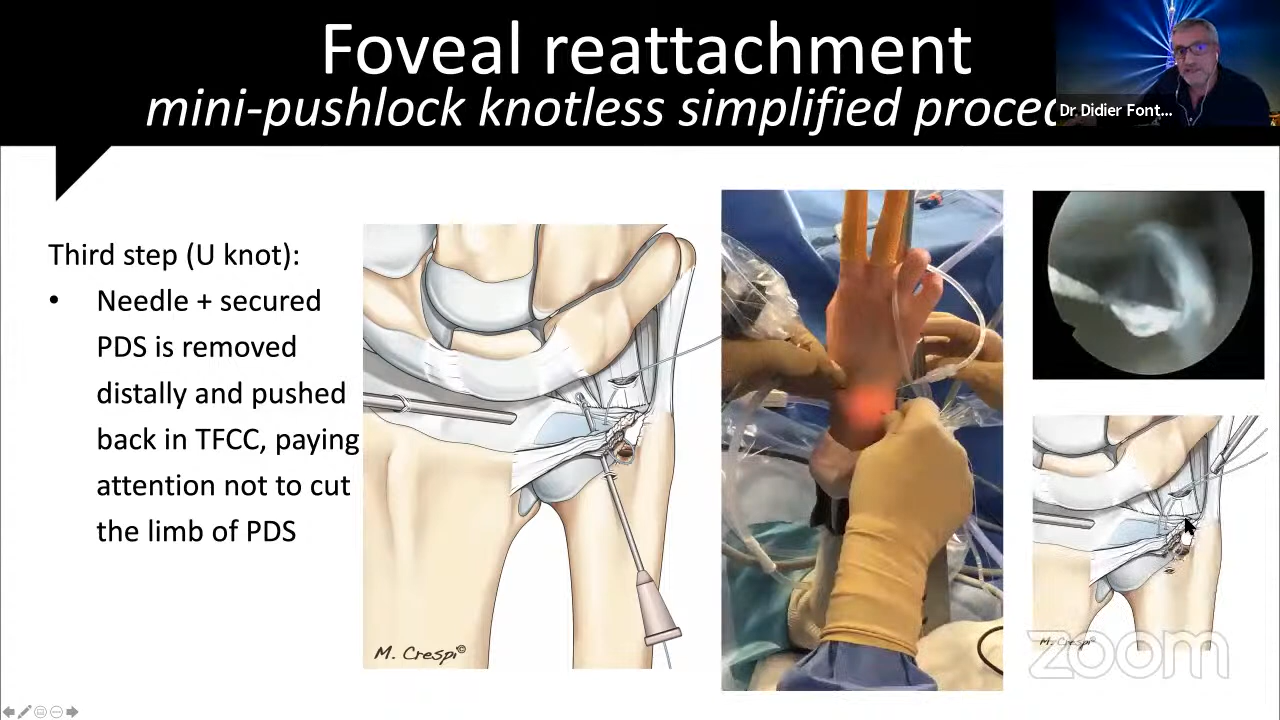 Foveal reattachment
mini-pushlock knotless simplified proced
Dr Didier Font...
Third step (U knot):
• Needle + secured
PDS is removed
distally and pushed
back in TFCC, paying
attention not to cut
the limb of PDS
M. Crespi©
M. Crespi©
zoom